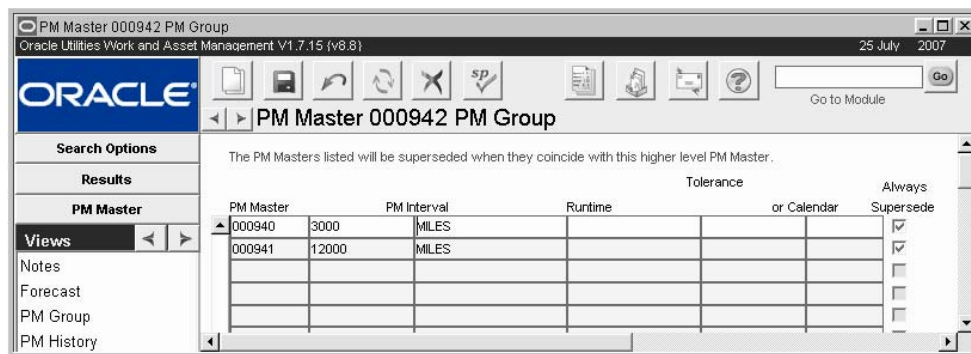 PM Master 000942 PM Group
Oracle Utilities Work and Asset Management V1.7.15 (v8.8) 25 July 2007
ORACLE
sp
Go
Go to Module
PM Master 000942 PM Group
Search Options
Results
PM Master
Views
Notes
Forecast
PM Group
PM History
The PM Masters listed will be superseded when they coincide with this higher level PM Master.
Tolerance
Always
PM Master PM Interval Runtime or Calendar Supersede
000940 3000 MILES
000941 12000 MILES